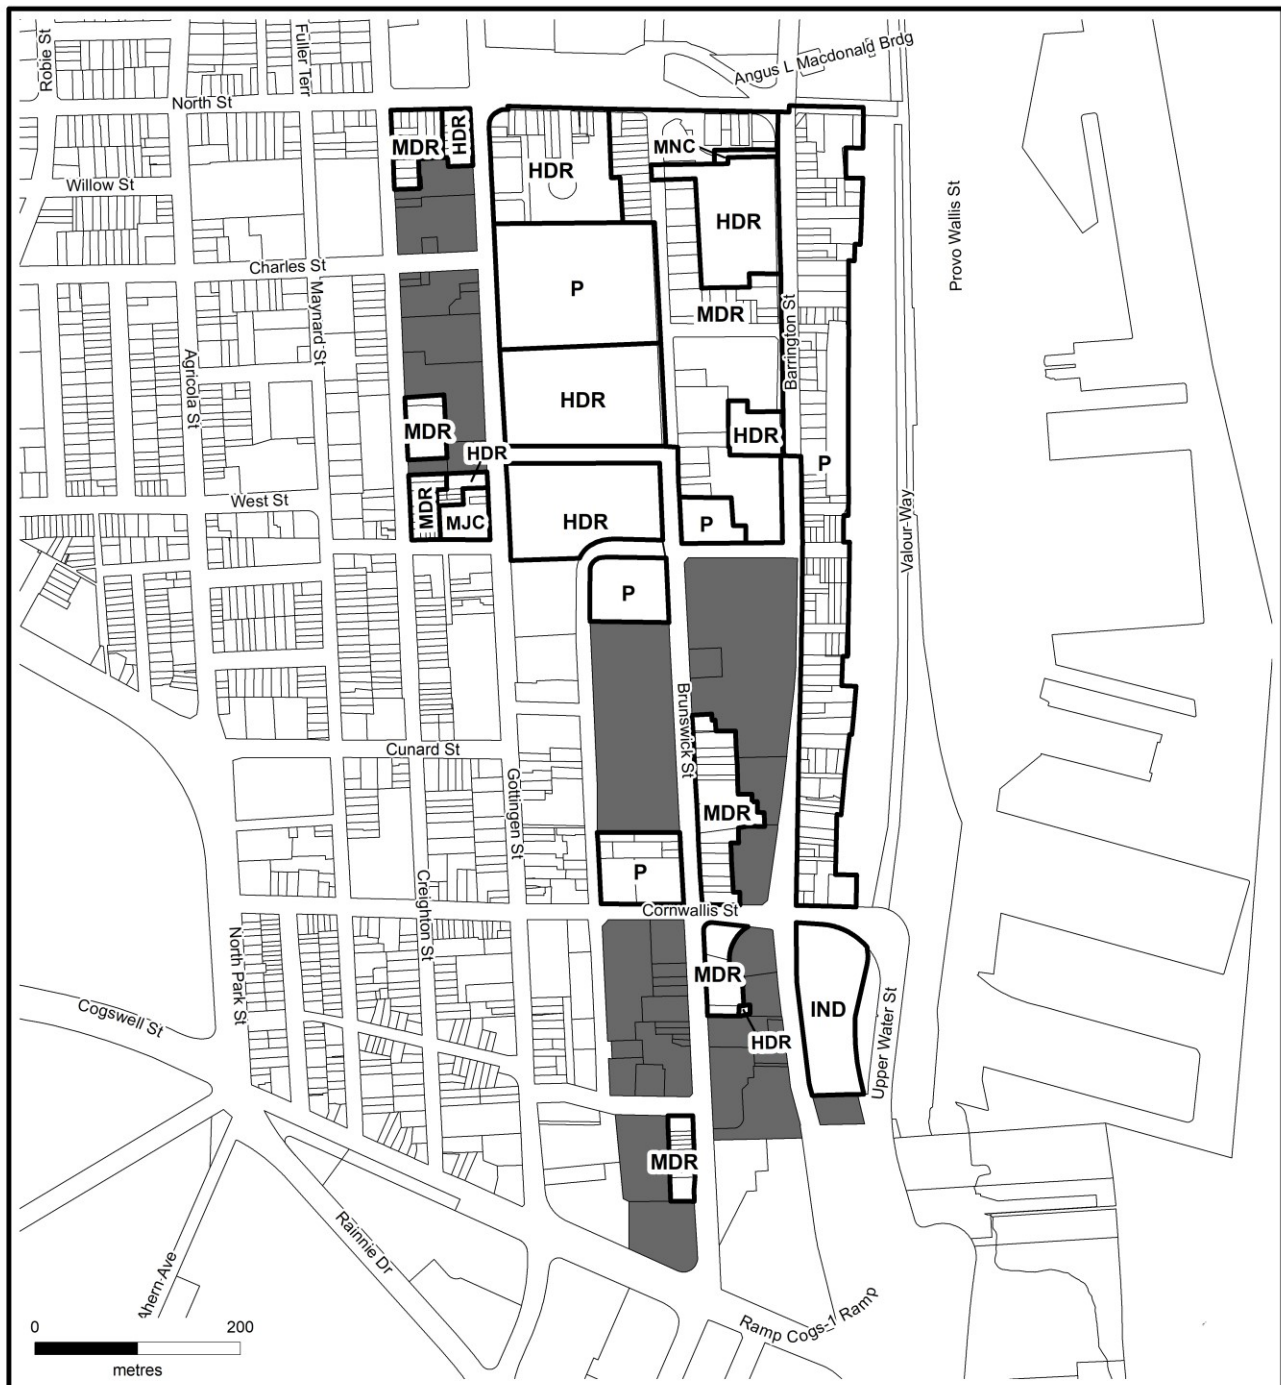 Robie St
Fuller Terr
Angus L Macdonald Brdg
North St
MDR
HDR
MNC
HDR
Willow St
HDR
Provo Wallis St
Charles St
P
MDR
Maynard St
Barrington St
Agricola St
HDR
MDR
HDR
HDR
P
West St
MDR
MJC
HDR
P
Valour Way
P
Brunswick St
Cunard St
Gottingen St
MDR
P
Creighton St
Cornwallis St
North Park St
MDR
Cogswell St
IND
HDR
Upper Water St
MDR
Rainnie Dr
Ahern Ave
Ramp Cogs-1 Ramp
0 200
metres